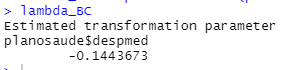 > lambda_BC
Estimated transformation parameter
planosaude$despmed
-0.1443673
>